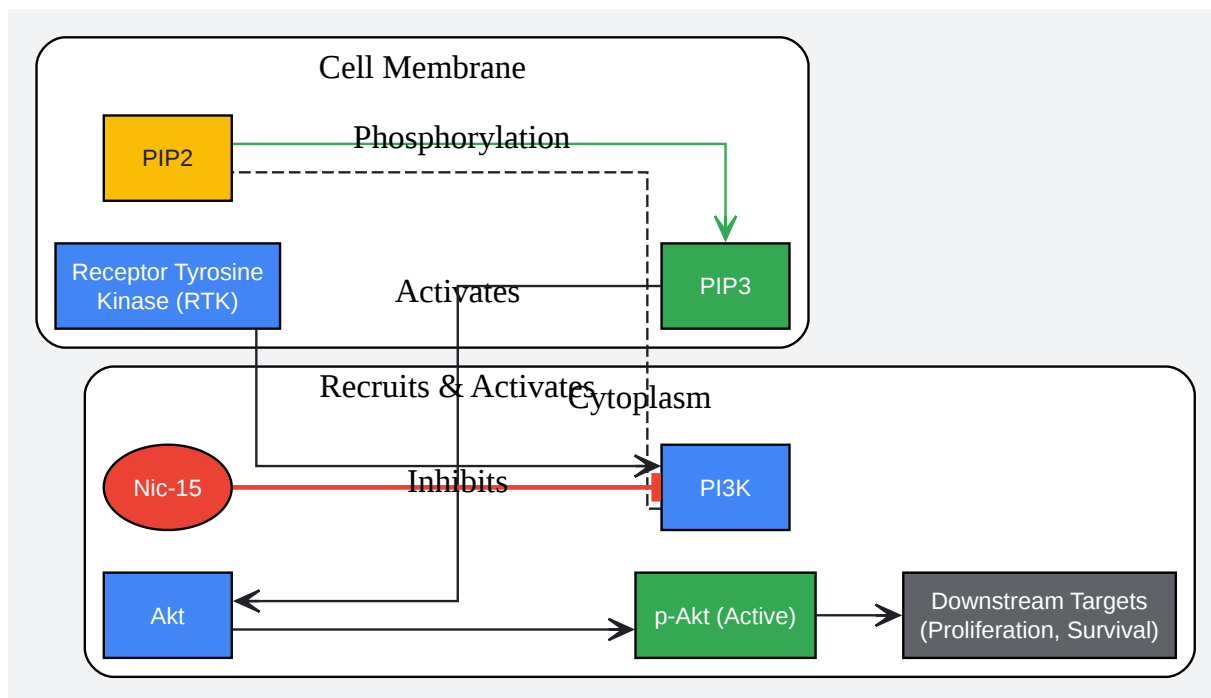 Cell Membrane
Phosphorylation
PIP2
Receptor Tyrosine
Kinase (RTK)
Activates
PIP3
Recruits & Activates
Cytoplasm
Nic-15
Inhibits
PI3K
Akt
p-Akt (Active)
Downstream Targets
(Proliferation, Survival)